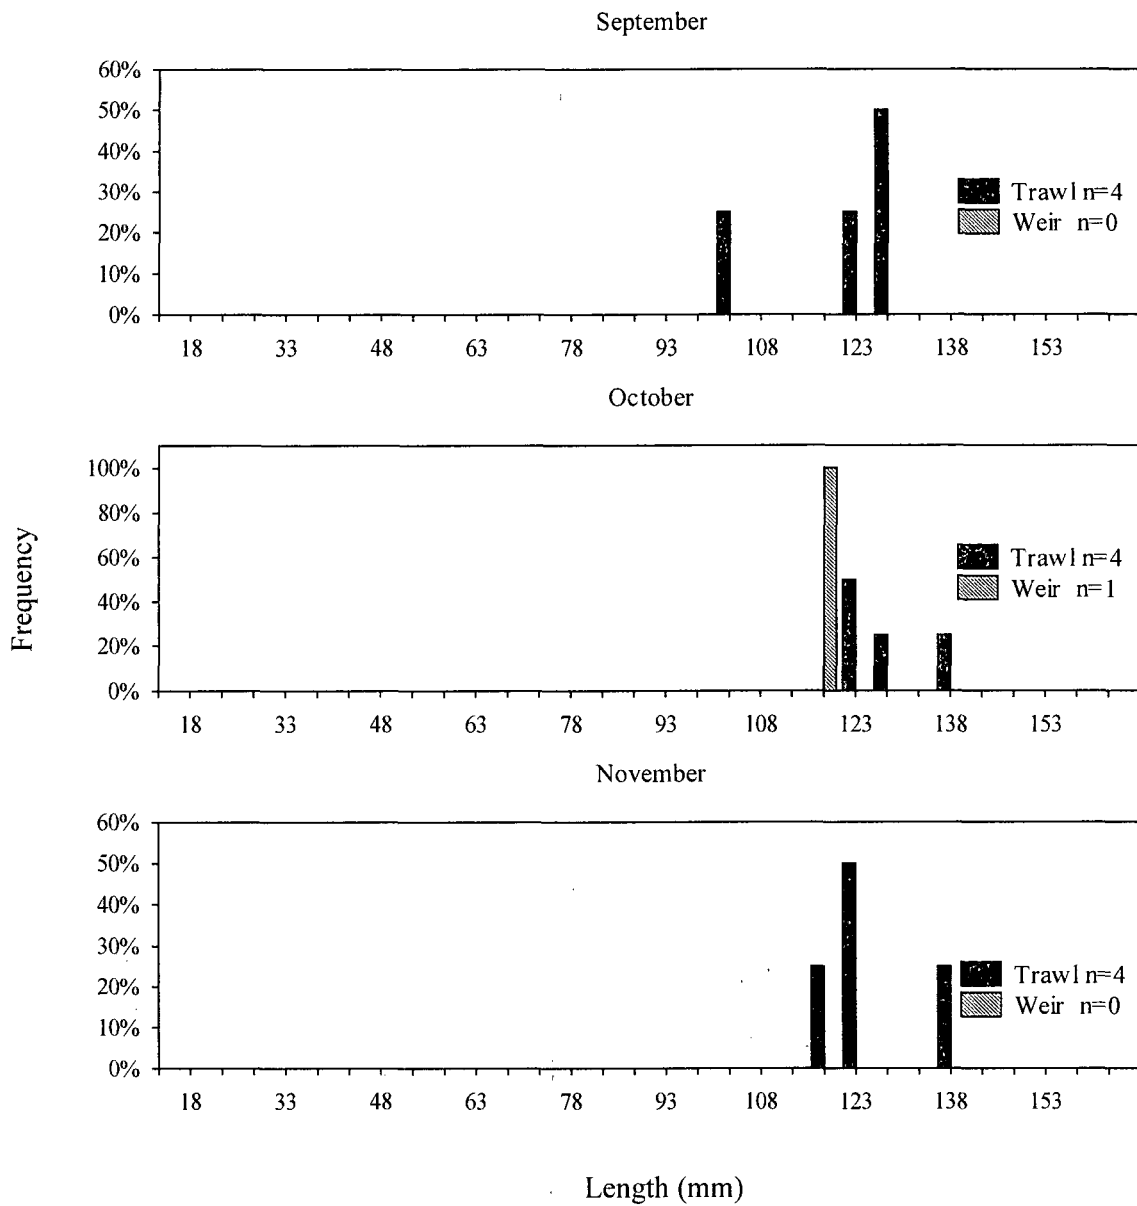 September
60%
50%
40%
30%
20%
10%
0%
Trawl n=4
Weir n=0
18 33 48 63 78 93 108 123 138 153
October
100%
80%
60%
40%
20%
0%
Trawl n=4
Weir n=1
18 33 48 63 78 93 108 123 138 153
Frequency
November
60%
50%
40%
30%
20%
10%
0%
Trawl n=4
Weir n=0
18 33 48 63 78 93 108 123 138 153
Length (mm)